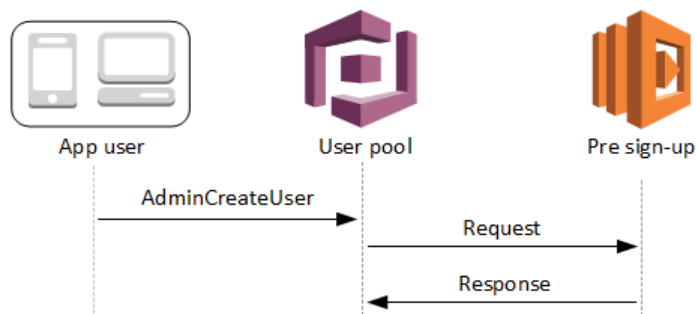 App user
User pool
Pre sign-up
AdminCreateUser
Request
Response